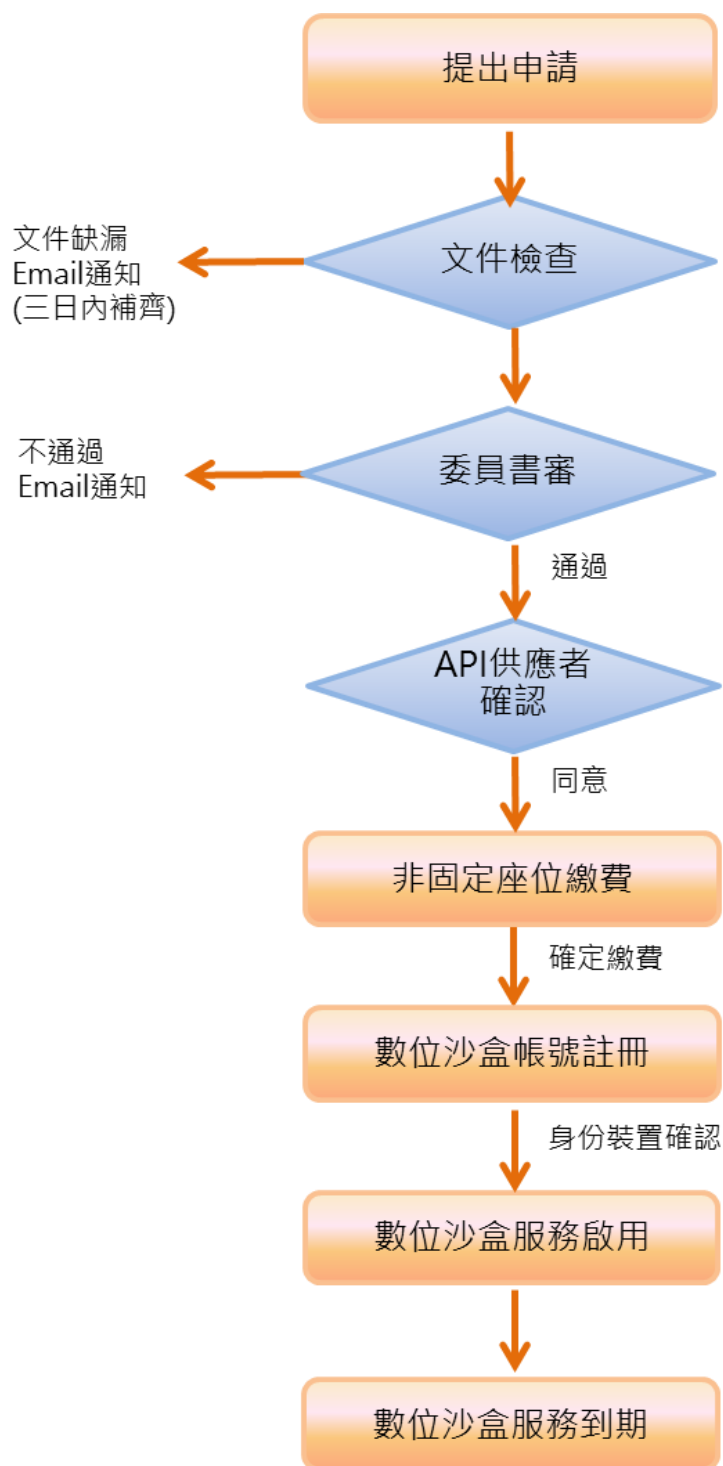 提出申請
文件檢查
文件缺漏
Email通知
(三日內補齊)
委員書審
不通過
Email通知
通過
API供應者
確認
同意
非固定座位繳費
確定繳費
數位沙盒帳號註冊
身份裝置確認
數位沙盒服務啟用
數位沙盒服務到期